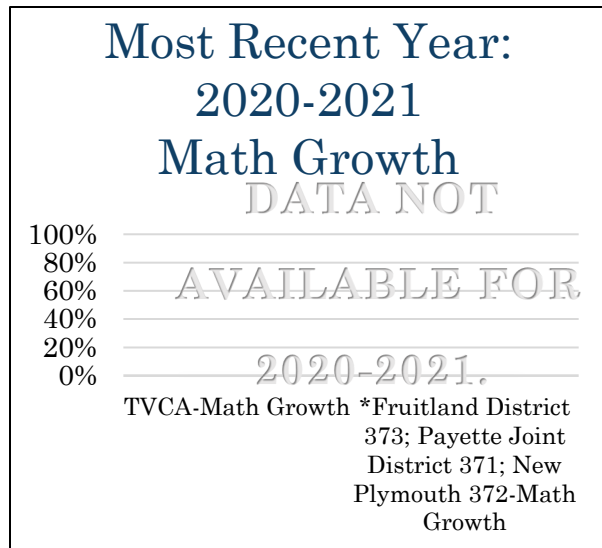 Most Recent Year:
2020-2021
Math Growth
DATA NOT
100%
80%
AVAILABLE FOR
60%
40%
20%
2020-2021.
0%
TVCA-Math Growth
*Fruitland District
373; Payette Joint
District 371; New
Plymouth 372-Math
Growth